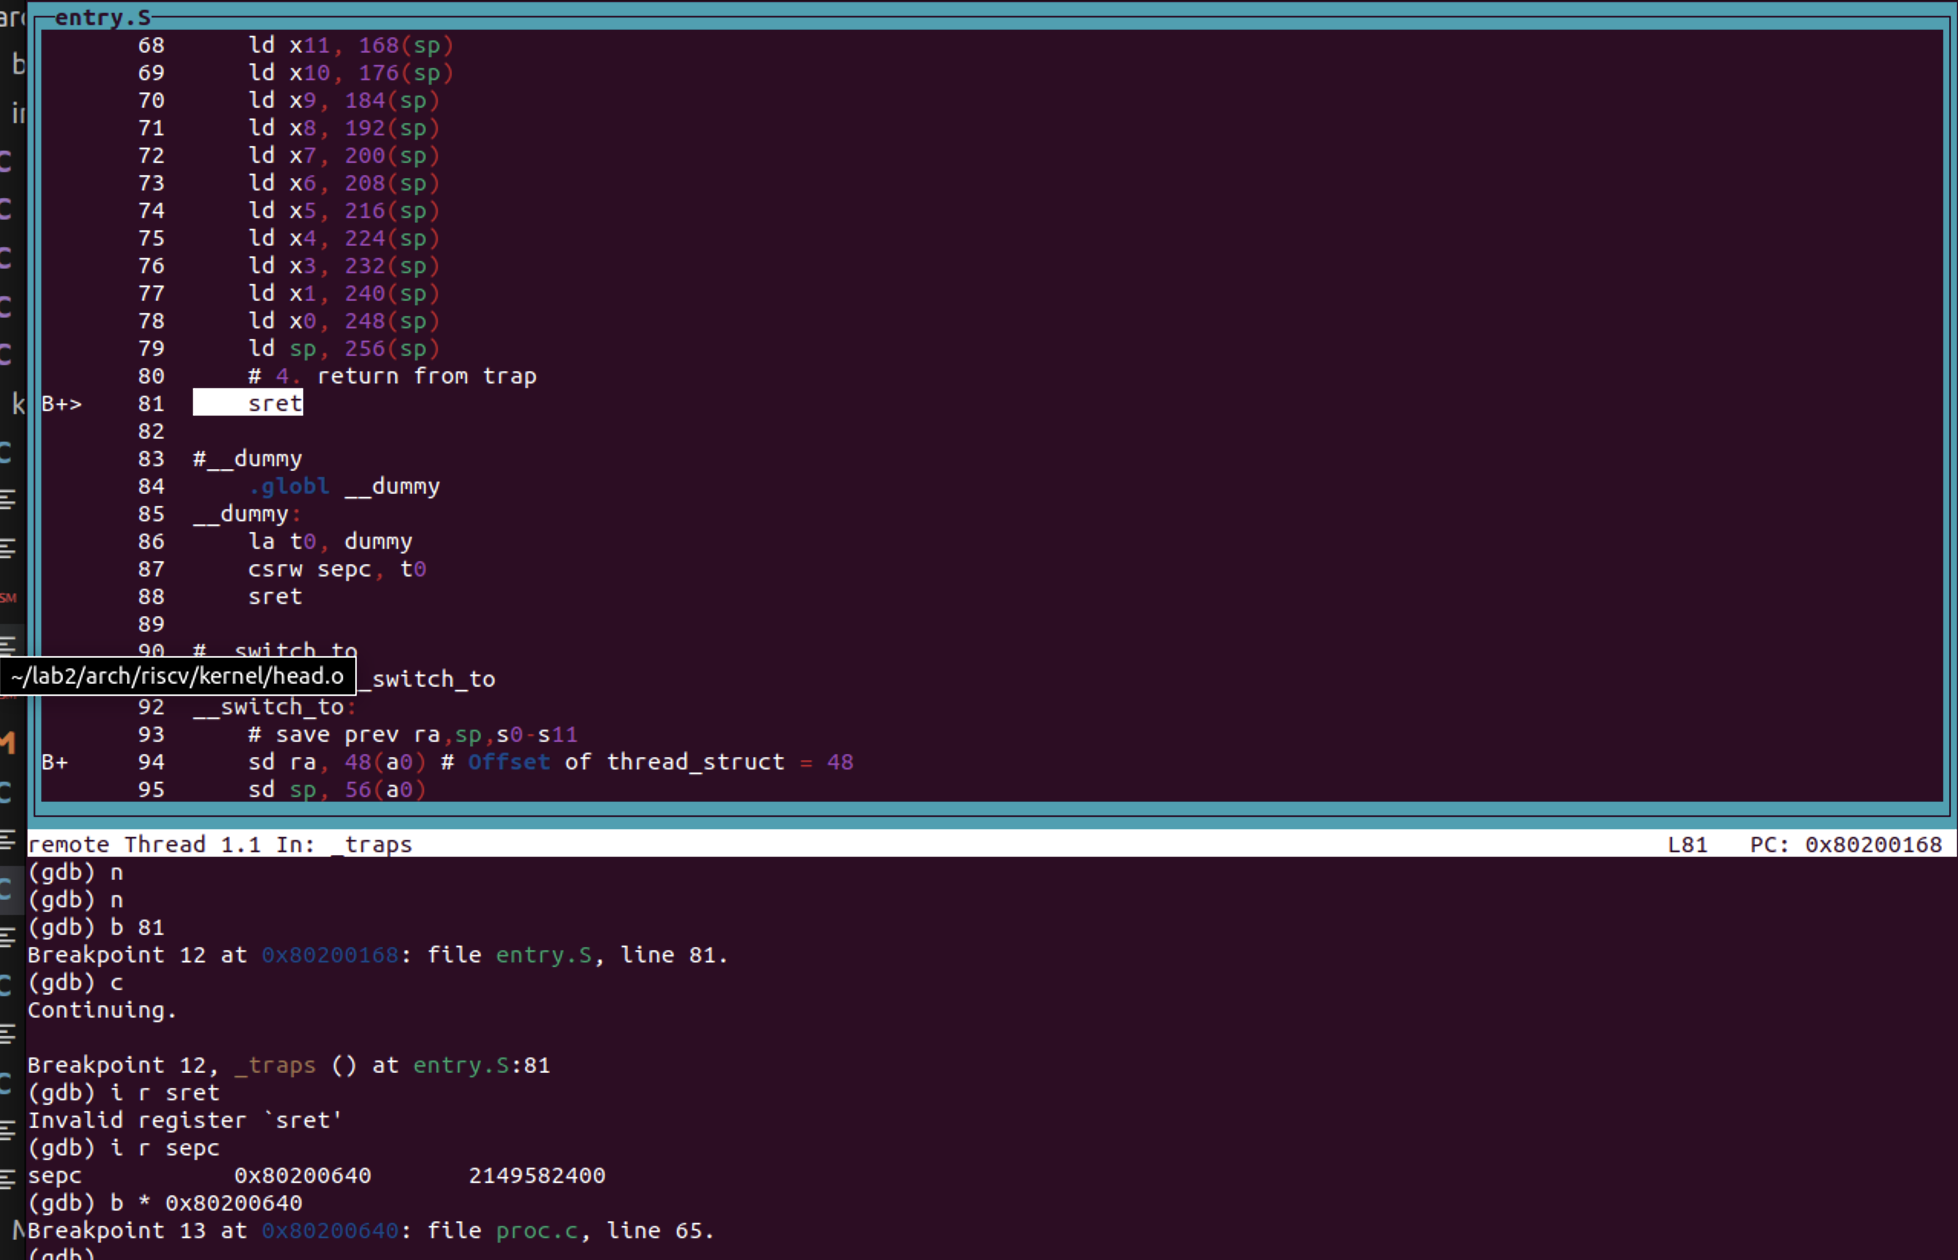 entry.S
68 ld x11, 168(sp)
69 ld x10, 176(sp)
70 ld x9, 184(sp)
71 ld x8, 192(sp)
72 ld x7, 200(sp)
73 ld x6, 208(sp)
74 ld x5, 216(sp)
75 ld x4, 224(sp)
76 ld x3, 232(sp)
77 ld x1, 240(sp)
78 ld x0, 248(sp)
79 ld sp, 256(sp)
80 # 4. return from trap
B+> 81 sret
82
83 #__dummy
84 .globl __dummy
85 __dummy:
86 la t0, dummy
87 csrw sepc, t0
88 sret
89
90 #__switch_to
~/lab2/arch/riscv/kernel/head.o
_switch_to
92 __switch_to:
93 # save prev ra,sp,s0-s11
B+ 94 sd ra, 48(a0) # Offset of thread_struct = 48
95 sd sp, 56(a0)
remote Thread 1.1 In: _traps L81 PC: 0x80200168
(gdb) n
(gdb) n
(gdb) b 81
Breakpoint 12 at 0x80200168: file entry.S, line 81.
(gdb) c
Continuing.
Breakpoint 12, _traps () at entry.S:81
(gdb) i r sret
Invalid register `sret'
(gdb) i r sepc
sepc 0x80200640 2149582400
(gdb) b * 0x80200640
Breakpoint 13 at 0x80200640: file proc.c, line 65.
(gdb)